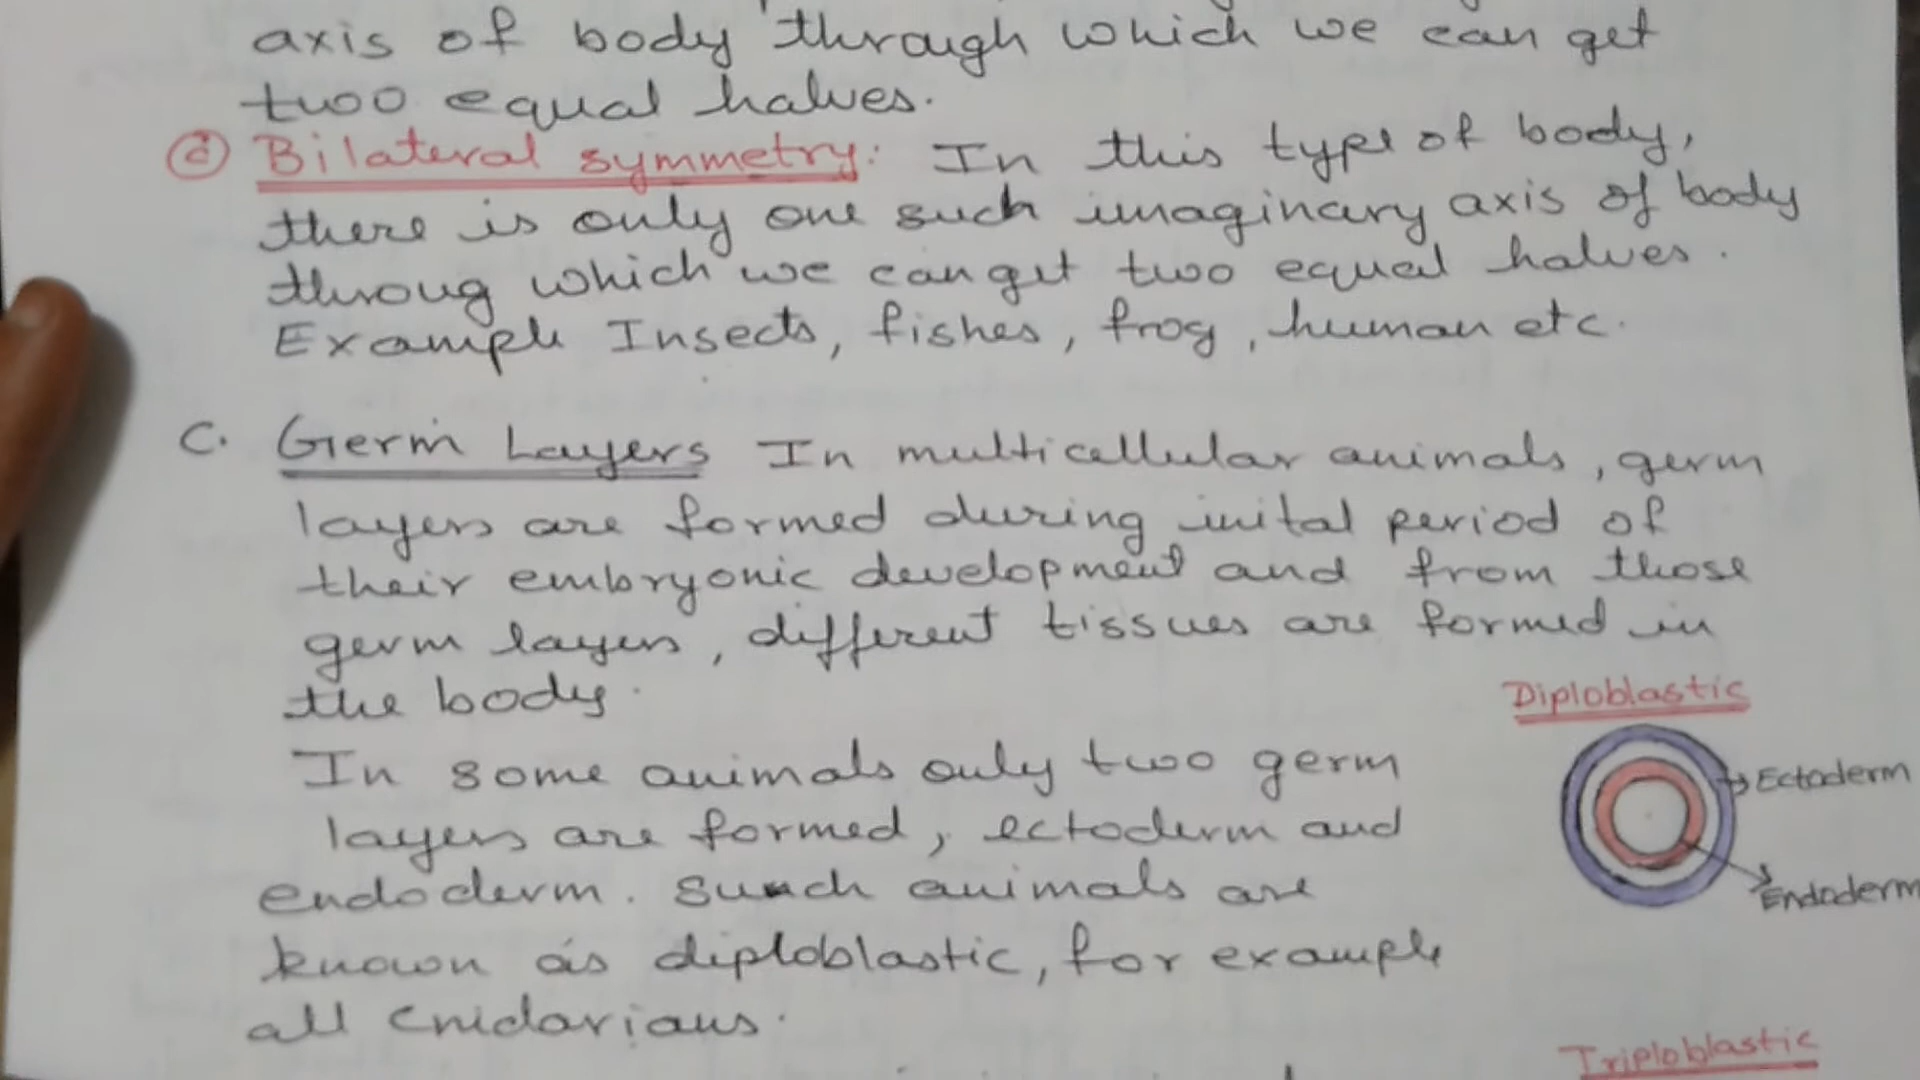 axis of body through which we can get
two equal halves.
c Bilateral symmetry: In this type of body,
there is only one such imaginary axis of body
throug which we can get two equal halves.
Example Insects, fishes, frog, human etc.
C. Germ Layers In multicellular animals, germ
layers are formed during inital period of
their embryonic development and from those
germ layers, different tissues are formed in
the body.
Diploblastic
In some animals only two germ
layers are formed, ectoderm and
endoderm. Such animals are
known as diploblastic, for example
all cnidarians.
Ectoderm
Endoderm
Triploblastic